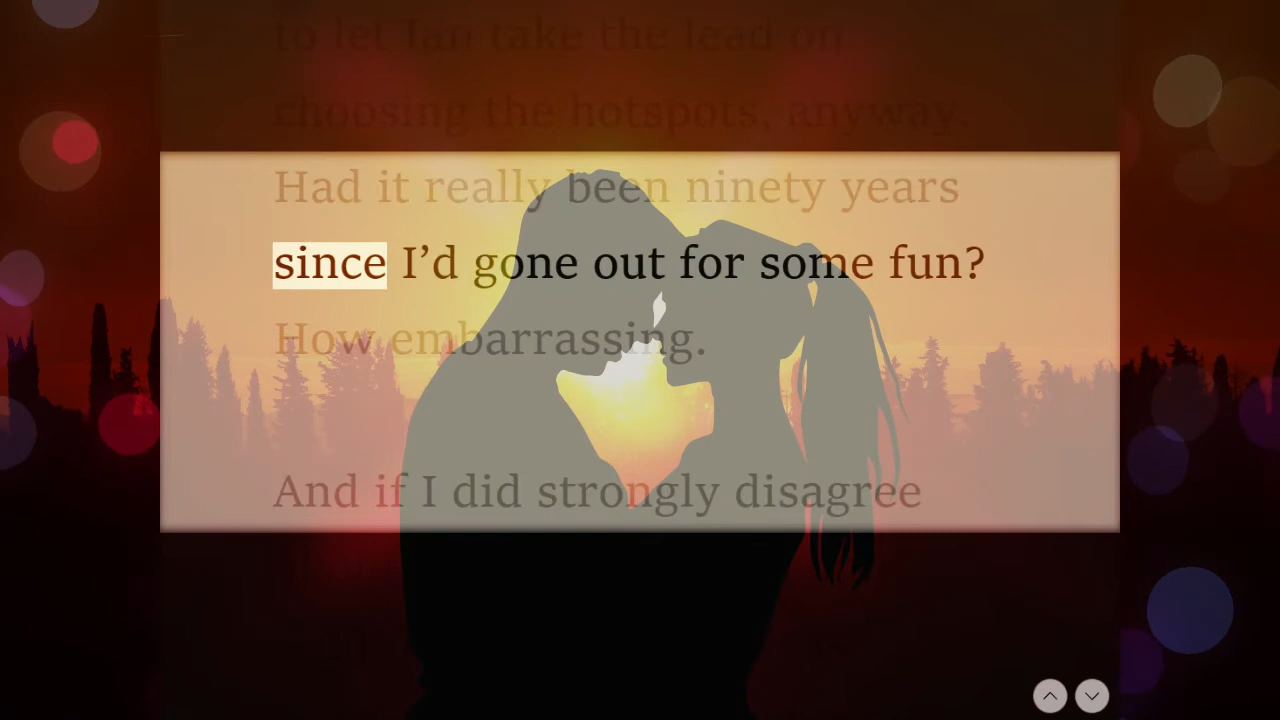 to let Ian take the lead on
choosing the hotspots, anyway.
Had it really been ninety years
since I’d gone out for some fun?
How embarrassing.
And if I did strongly disagree